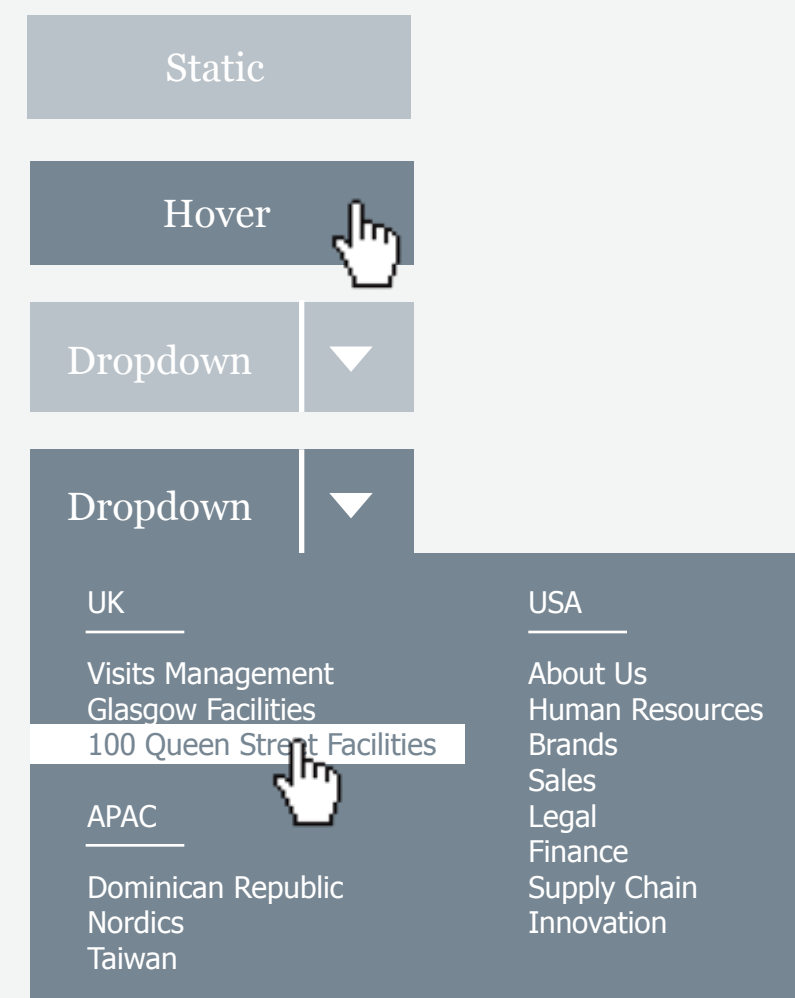 Static
Hover
Dropdown
Dropdown
UK
Visits Management
Glasgow Facilities
100 Queen Street Facilities
APAC
Dominican Republic
Nordics
Taiwan
USA
About Us
Human Resources
Brands
Sales
Legal
Finance
Supply Chain
Innovation